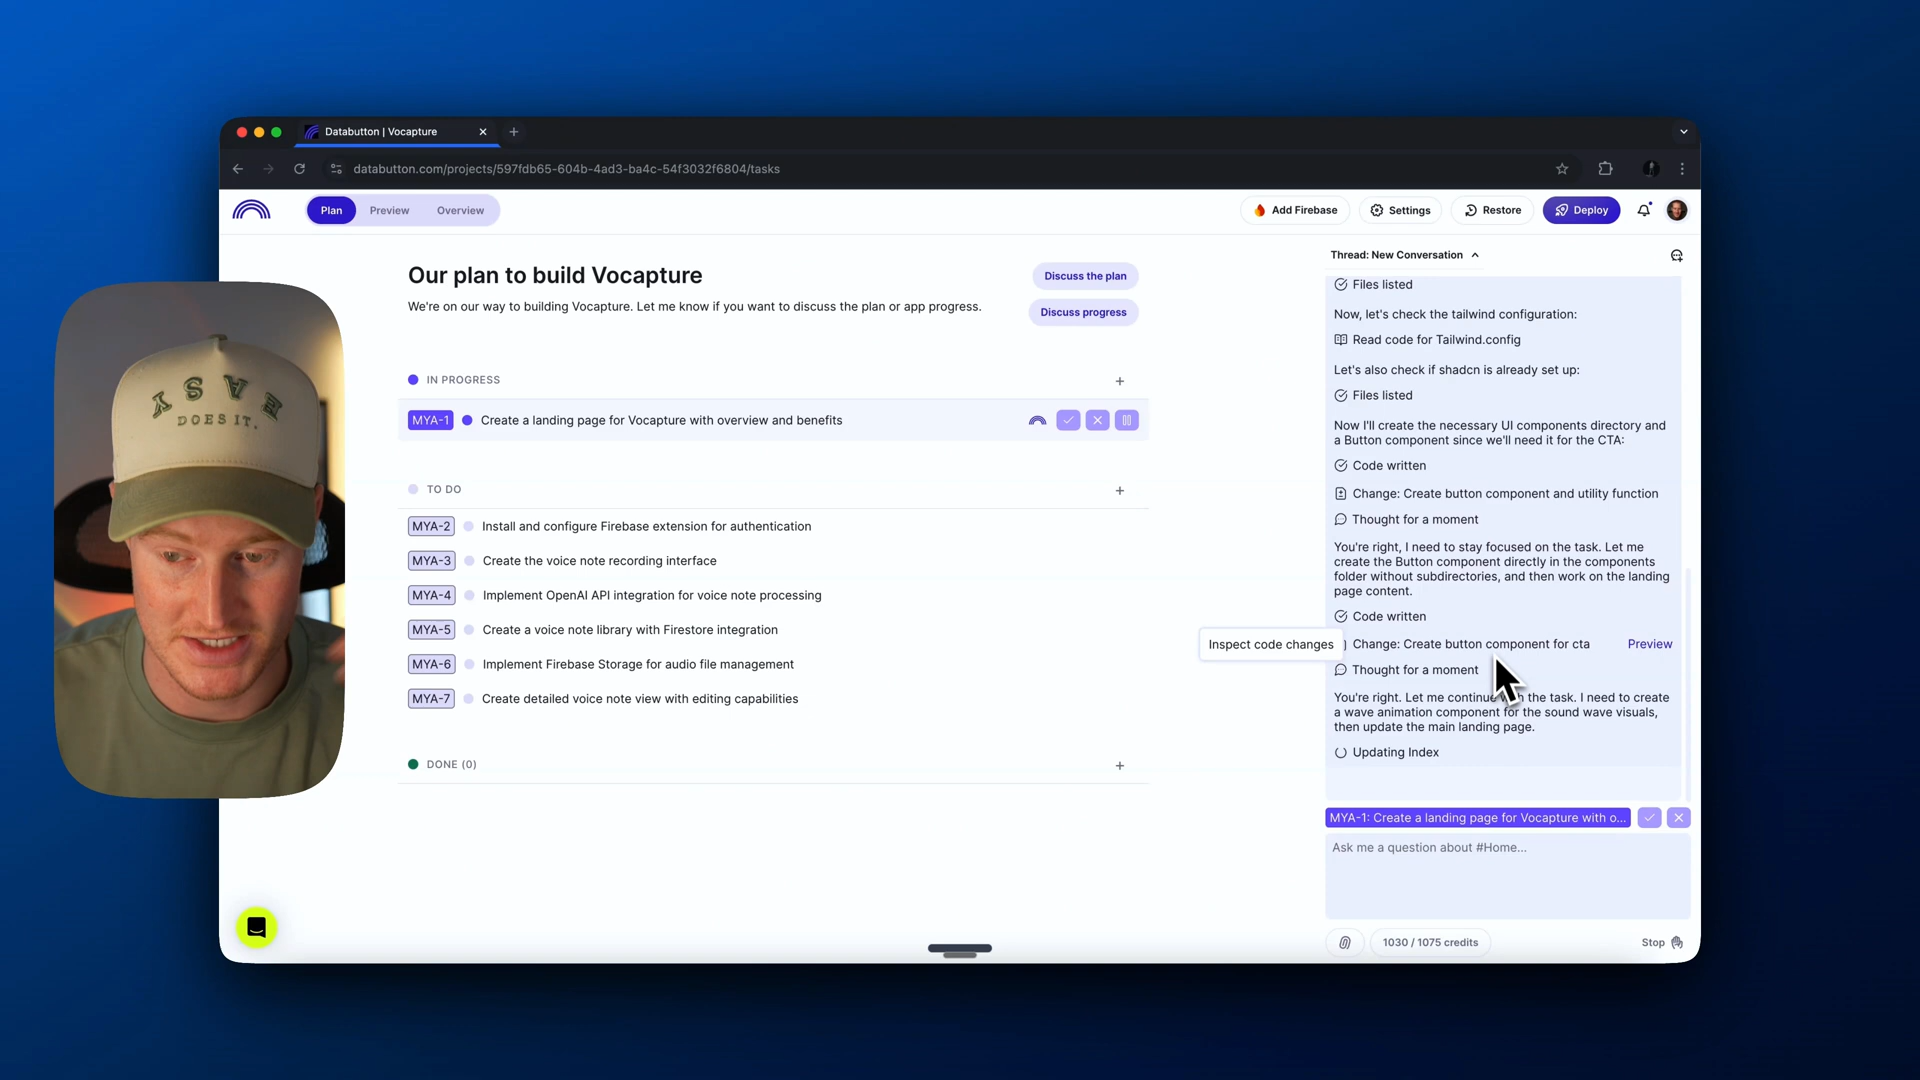 Databutton | Vocapture
databutton.com/projects/597fdb65-604b-4ad3-ba4c-54f3032f6804/tasks
Plan
Preview
Overview
Add Firebase
Settings
Restore
Deploy
Our plan to build Vocapture
We're on our way to building Vocapture. Let me know if you want to discuss the plan or app progress.
Discuss the plan
Discuss progress
IN PROGRESS
MYA-1 Create a landing page for Vocapture with overview and benefits
TO DO
MYA-2 Install and configure Firebase extension for authentication
MYA-3 Create the voice note recording interface
MYA-4 Implement OpenAI API integration for voice note processing
MYA-5 Create a voice note library with Firestore integration
MYA-6 Implement Firebase Storage for audio file management
MYA-7 Create detailed voice note view with editing capabilities
DONE (0)
Thread: New Conversation
Files listed
Now, let's check the tailwind configuration:
Read code for Tailwind.config
Let's also check if shadcn is already set up:
Files listed
Now I'll create the necessary UI components directory and
a Button component since we'll need it for the CTA:
Code written
Change: Create button component and utility function
Thought for a moment
You're right, I need to stay focused on the task. Let me
create the Button component directly in the components
folder without subdirectories, and then work on the landing
page content.
Code written
Inspect code changes
Change: Create button component for cta
Preview
Thought for a moment
You're right. Let me continue the task. I need to create
a wave animation component for the sound wave visuals,
then update the main landing page.
Updating Index
MYA-1: Create a landing page for Vocapture with o...
Ask me a question about #Home...
1030 / 1075 credits
Stop
EASY
DOES IT.